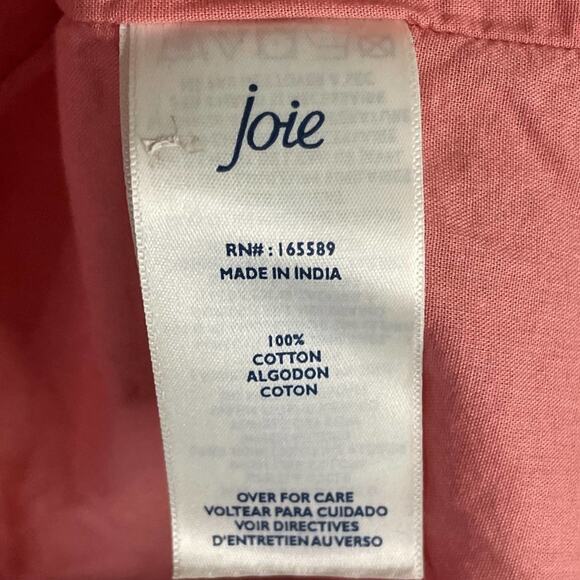 joie
RN#: 165589
MADE IN INDIA
100%
COTTON
ALGODON
COTON
OVER FOR CARE
VOLTEAR PARA CUIDADO
VOIR DIRECTIVES
D'ENTRETIEN AU VERSO